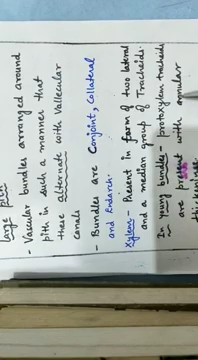 large pith
- Vascular bundles arranged around
pith in such a manner that
these alternate with Vallecular
canals
- Bundles are Conjoint, Collateral
and Endarch.
Xylem - Present in form of two lateral
and a median group of Tracheids
In young bundles - protoxylem tracheids
are present with annular
thickenings